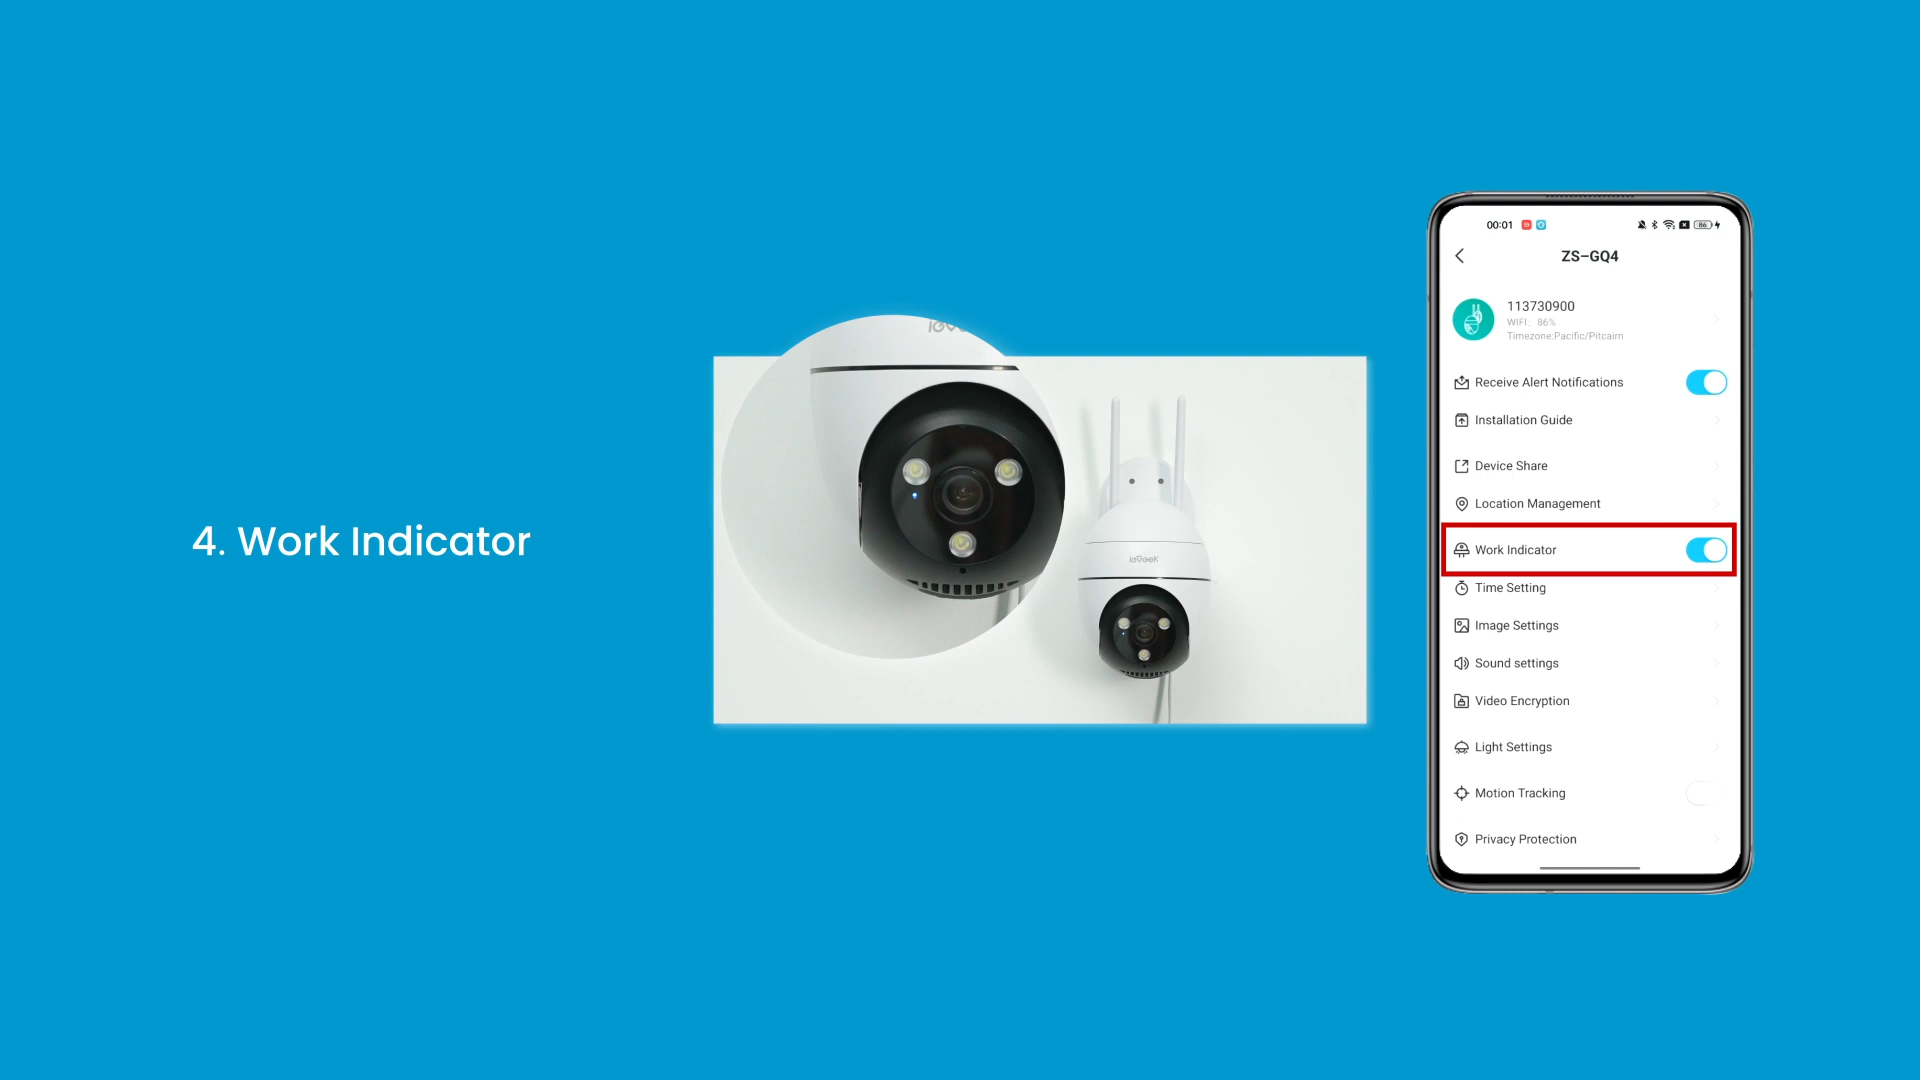 4. Work Indicator
ieGeek
00:01
86
ZS-GQ4
113730900
WIFI: 86%
Timezone:Pacific/Pitcairn
Receive Alert Notifications
Installation Guide
Device Share
Location Management
Work Indicator
Time Setting
Image Settings
Sound settings
Video Encryption
Light Settings
Motion Tracking
Privacy Protection